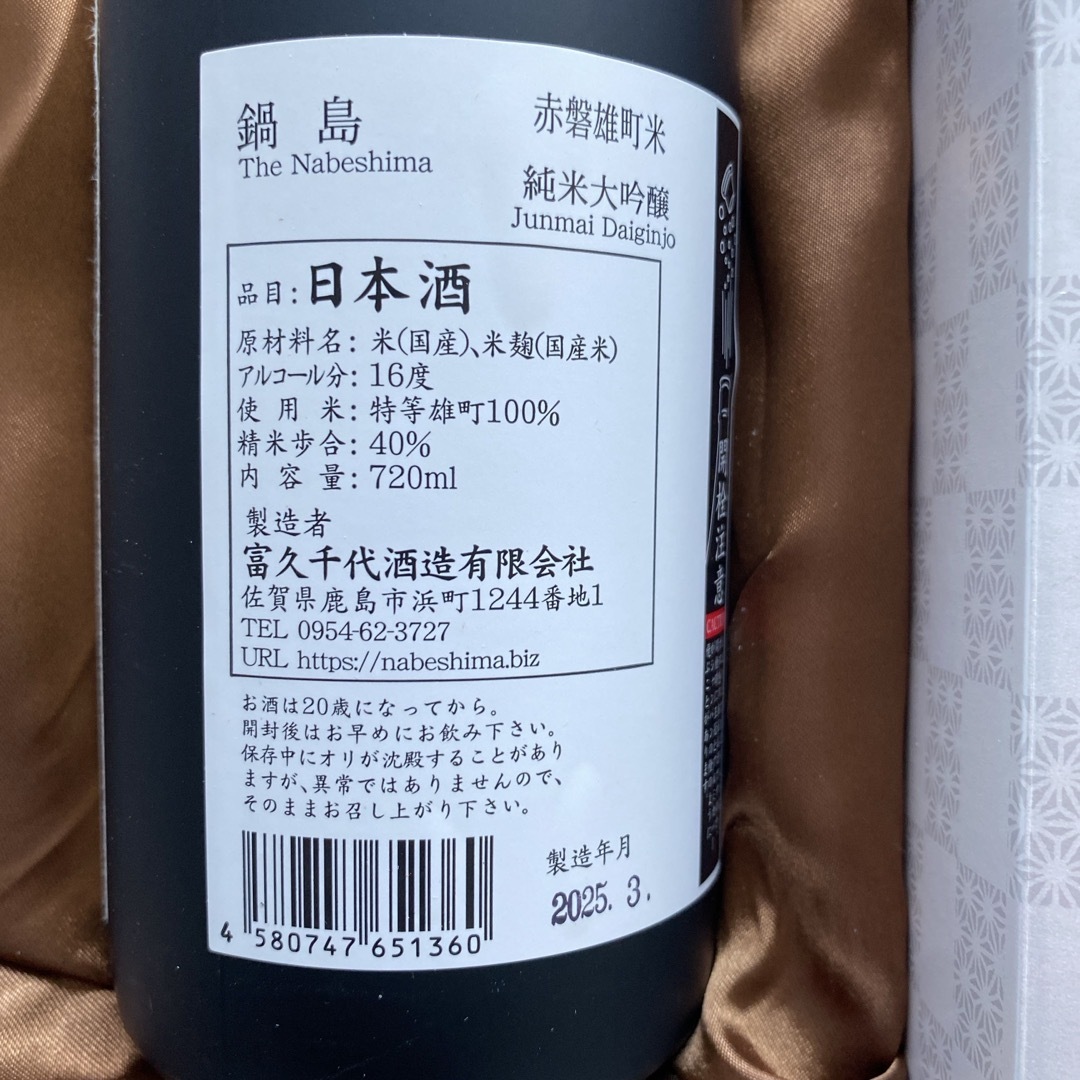 鍋島
The Nabeshima
赤磐雄町米
純米大吟醸
Junmai Daiginjo
品目:日本酒
原材料名:米(国産)、米麹(国産米)
アルコール分:16度
使用米:特等雄町100%
精米歩合:40%
内容量:720ml
製造者
富久千代酒造有限会社
佐賀県鹿島市浜町1244番地1
TEL 0954-62-3727
URL https://nabeshima.biz
お酒は20歳になってから。
開封後はお早めにお飲み下さい。
保存中にオリが沈殿することがあり
ますが、異常ではありませんので、
そのままお召し上がり下さい。
4 580747 651360
製造年月
2025. 3.
開栓注意